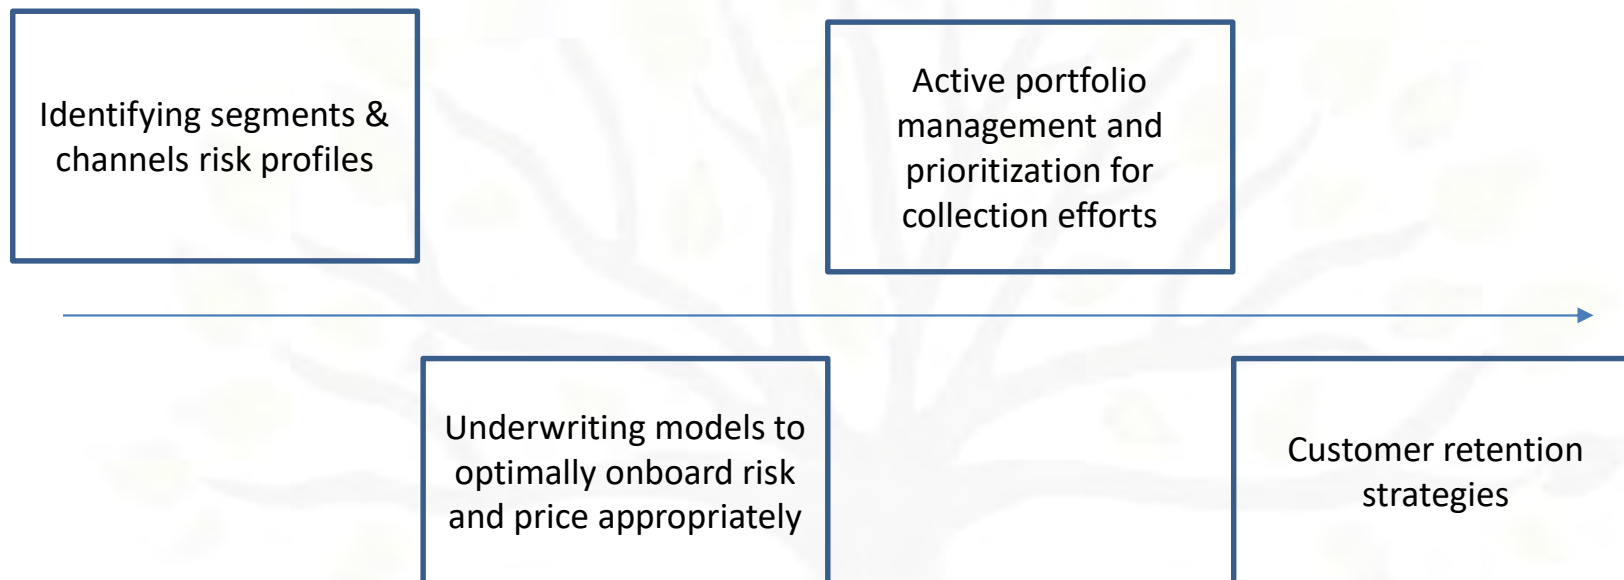 Identifying segments &
channels risk profiles
Active portfolio
management and
prioritization for
collection efforts
Underwriting models to
optimally onboard risk
and price appropriately
Customer retention
strategies